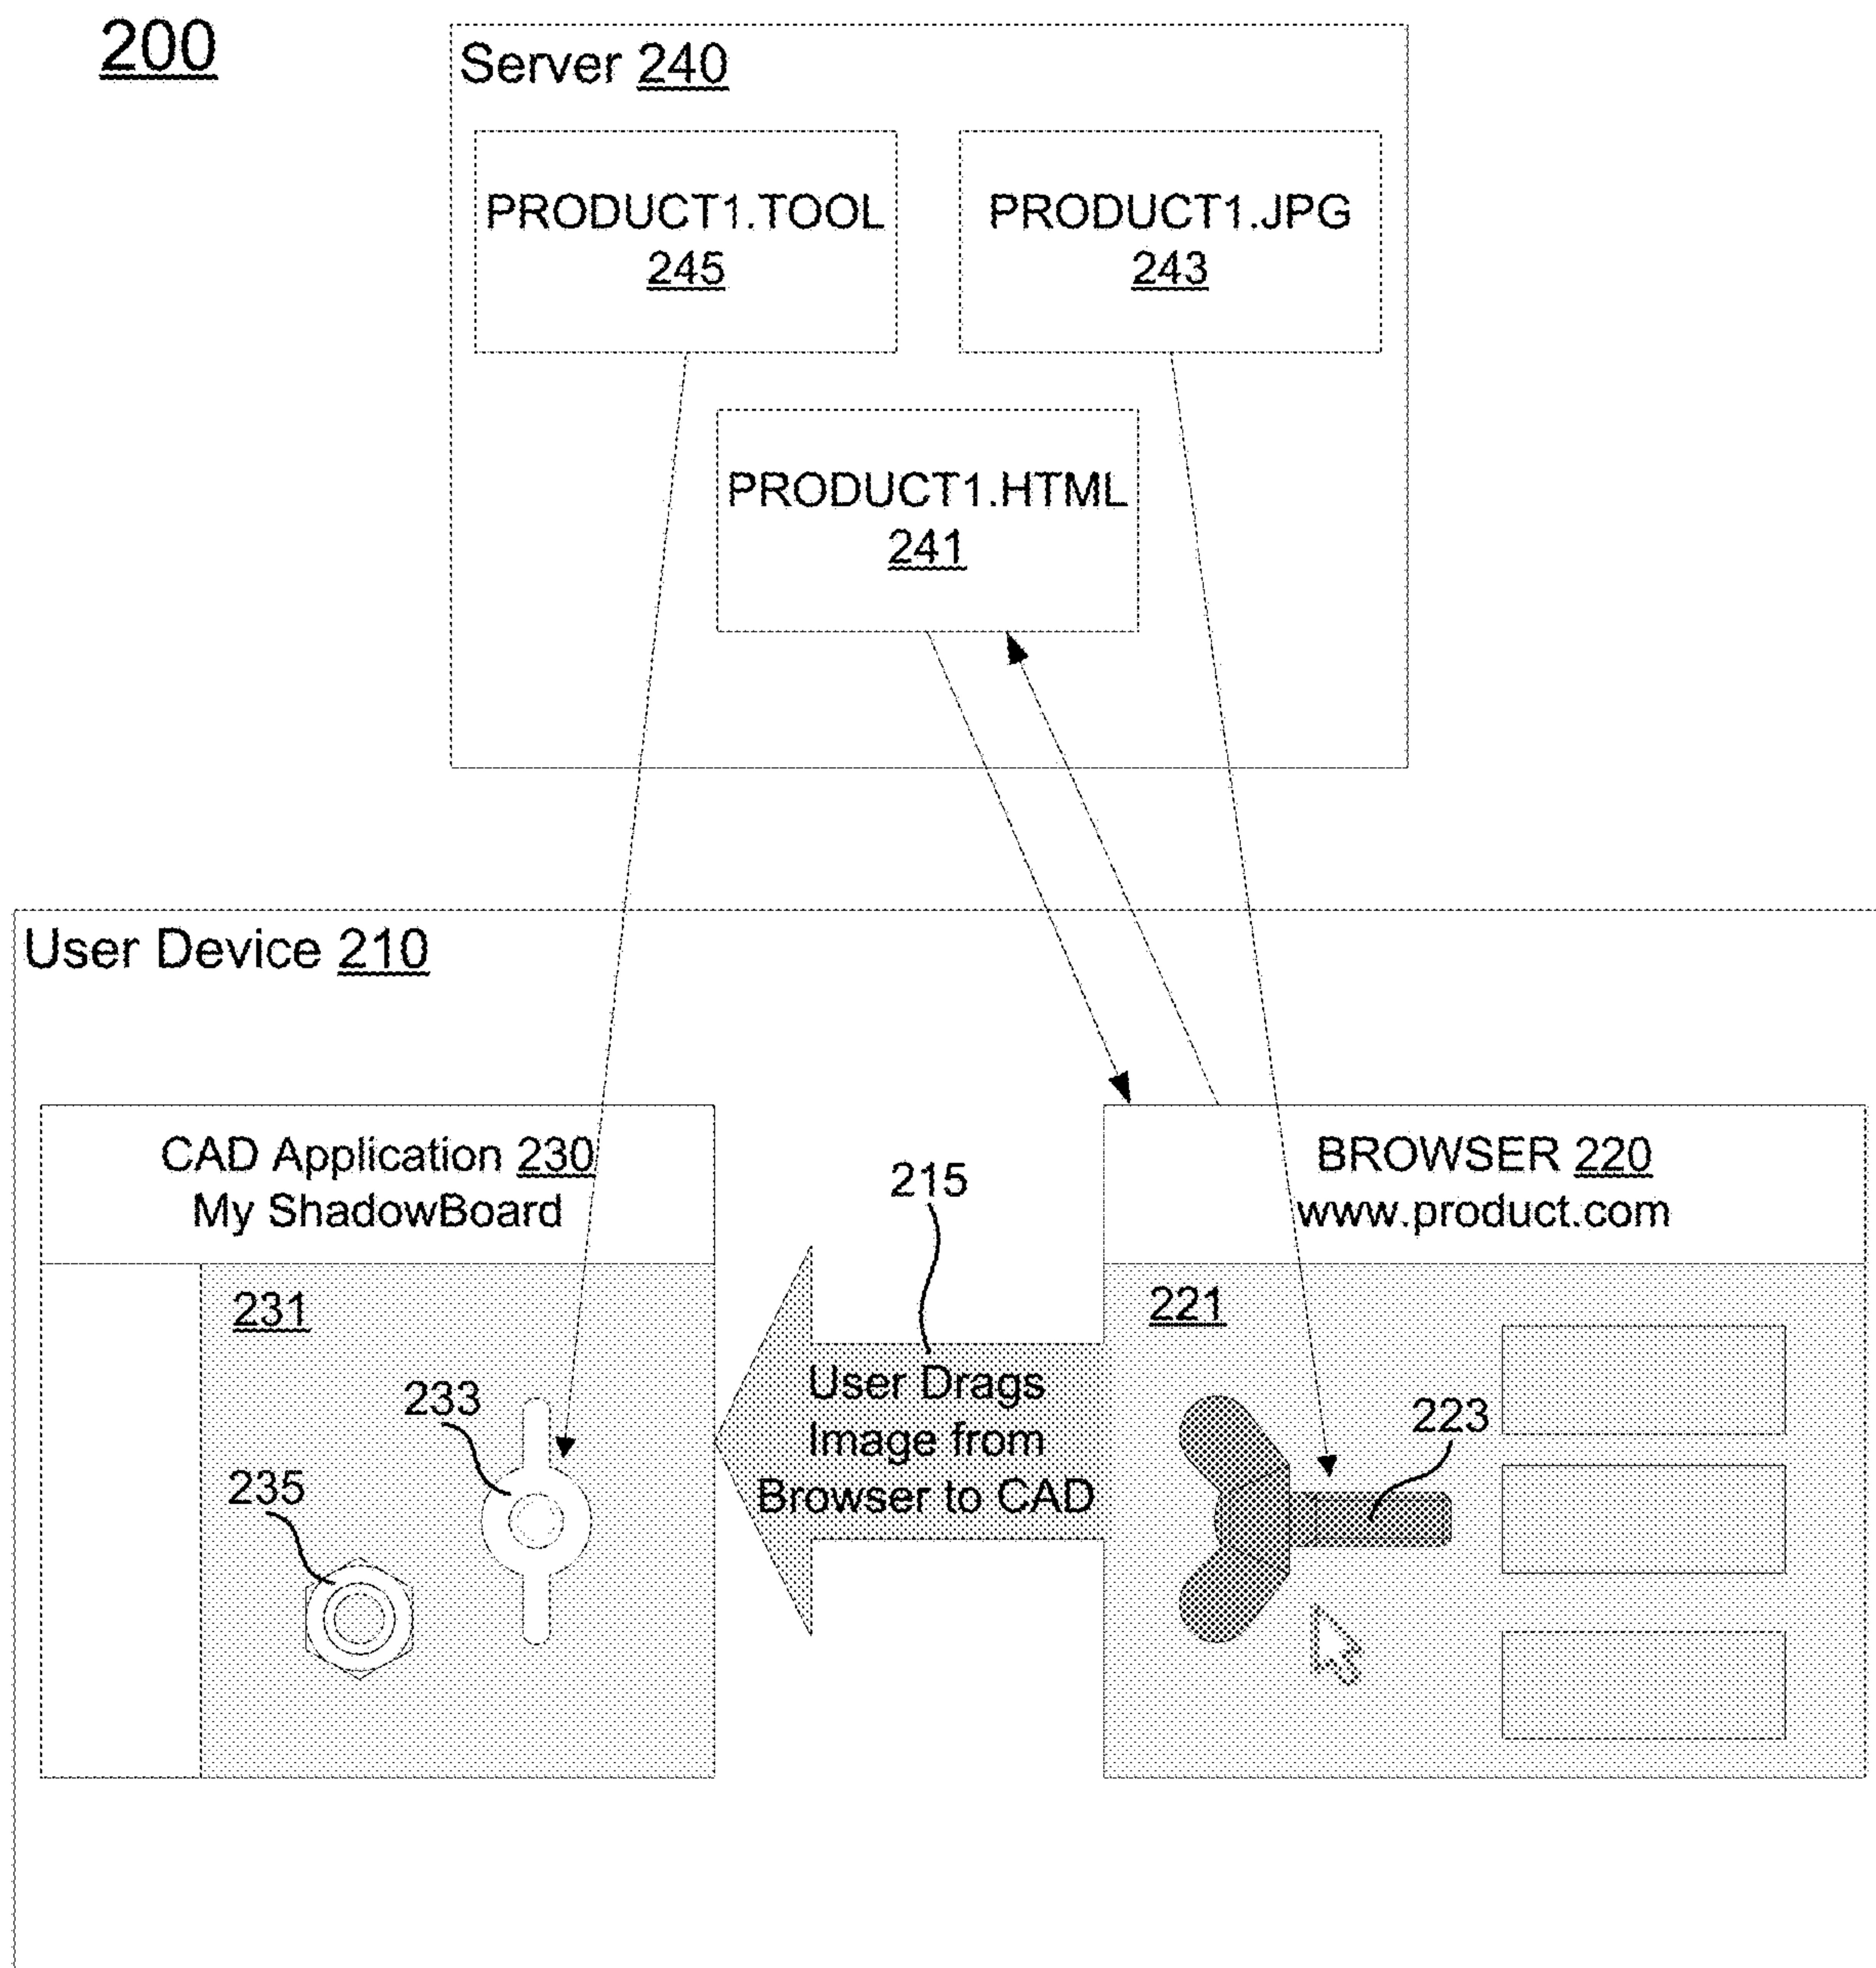 200
Server 240
PRODUCT1.TOOL
245
PRODUCT1.JPG
243
PRODUCT1.HTML
241
User Device 210
CAD Application 230
My ShadowBoard
231
233
235
215
User Drags
Image from
Browser to CAD
BROWSER 220
www.product.com
221
223